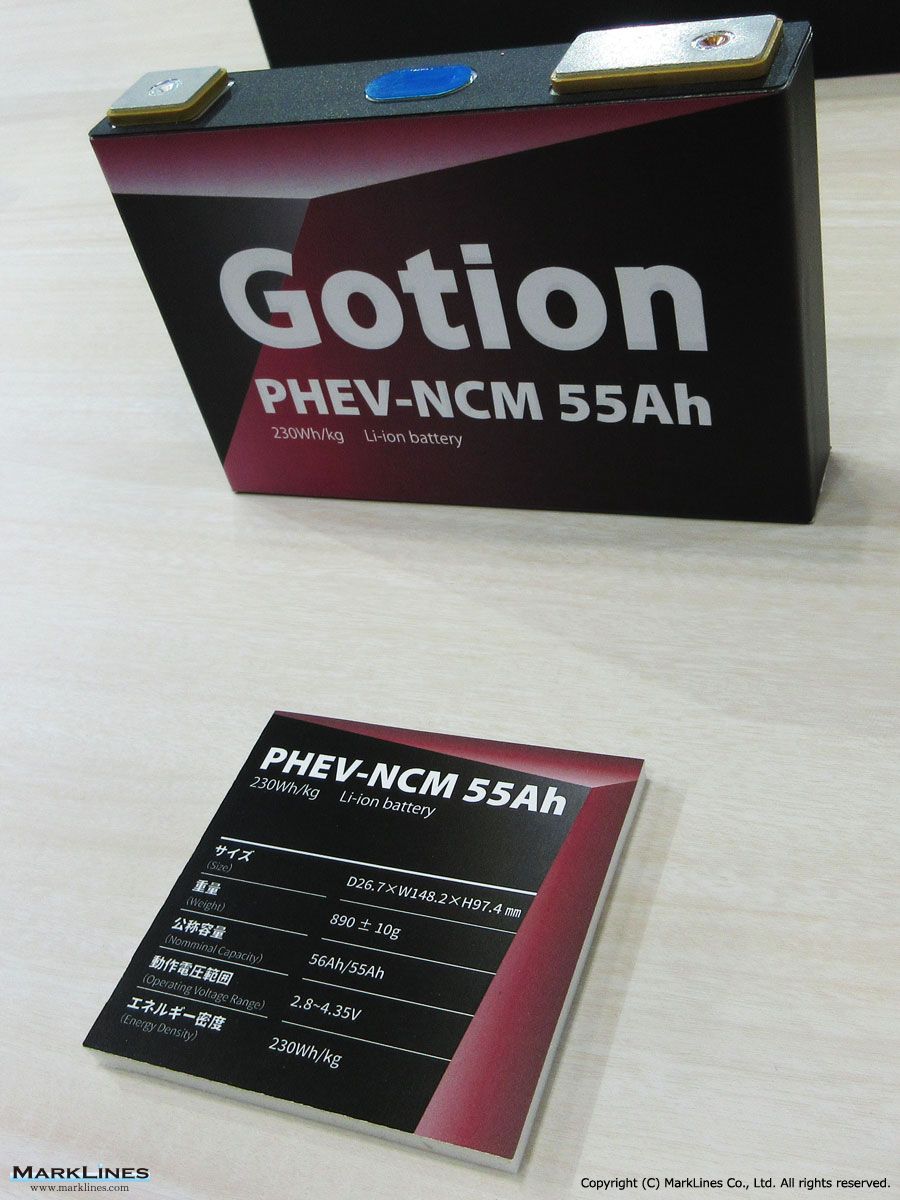 Gotion
PHEV-NCM 55Ah
230Wh/kg Li-ion battery
PHEV-NCM 55Ah
230Wh/kg Li-ion battery
サイズ
(Size)
D26.7×W148.2×H97.4 mm
重量
(Weight)
890 ± 10g
公称容量
(Nomminal Capacity)
56Ah/55Ah
動作電圧範囲
(Operating Voltage Range)
2.8~4.35V
エネルギー密度
(Energy Density)
230Wh/kg
MARKLINES
www.marklines.com
Copyright (C) MarkLines Co., Ltd. All rights reserved.